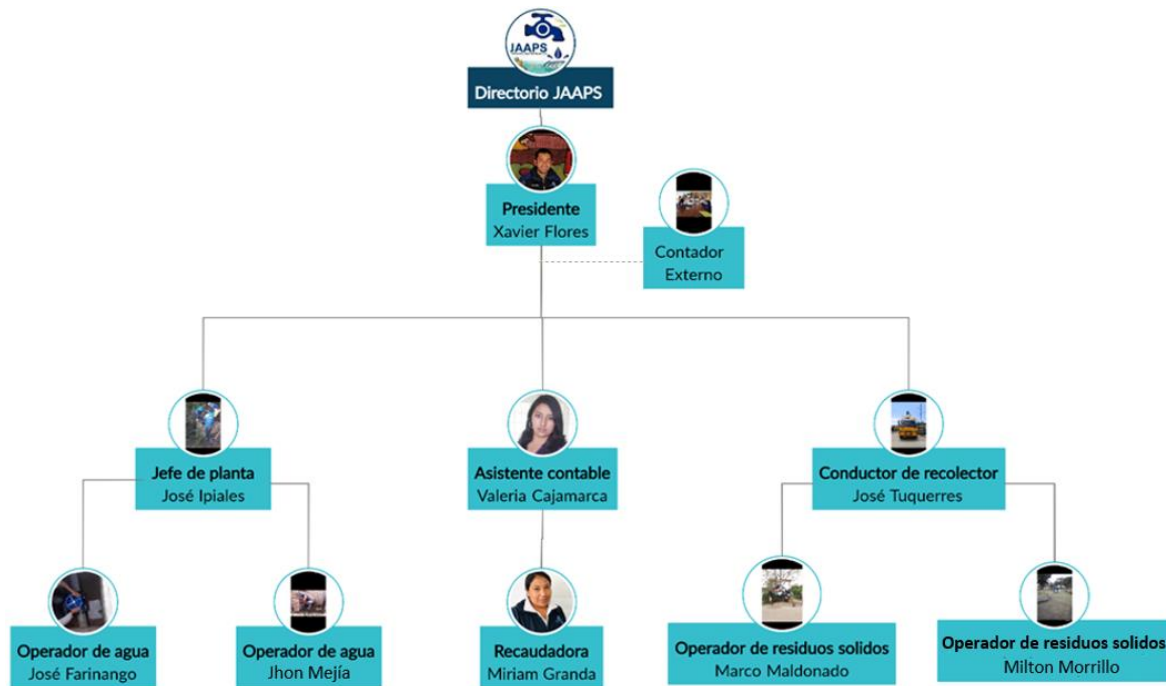 JAAPS
Directorio JAAPS
Presidente
Xavier Flores
Contador
Externo
Jefe de planta
José Ipiales
Asistente contable
Valeria Cajamarca
Conductor de recolector
José Tuquerres
Operador de agua
José Farinango
Operador de agua
Jhon Mejía
Recaudadora
Miriam Granda
Operador de residuos solidos
Marco Maldonado
Operador de residuos solidos
Milton Morrillo